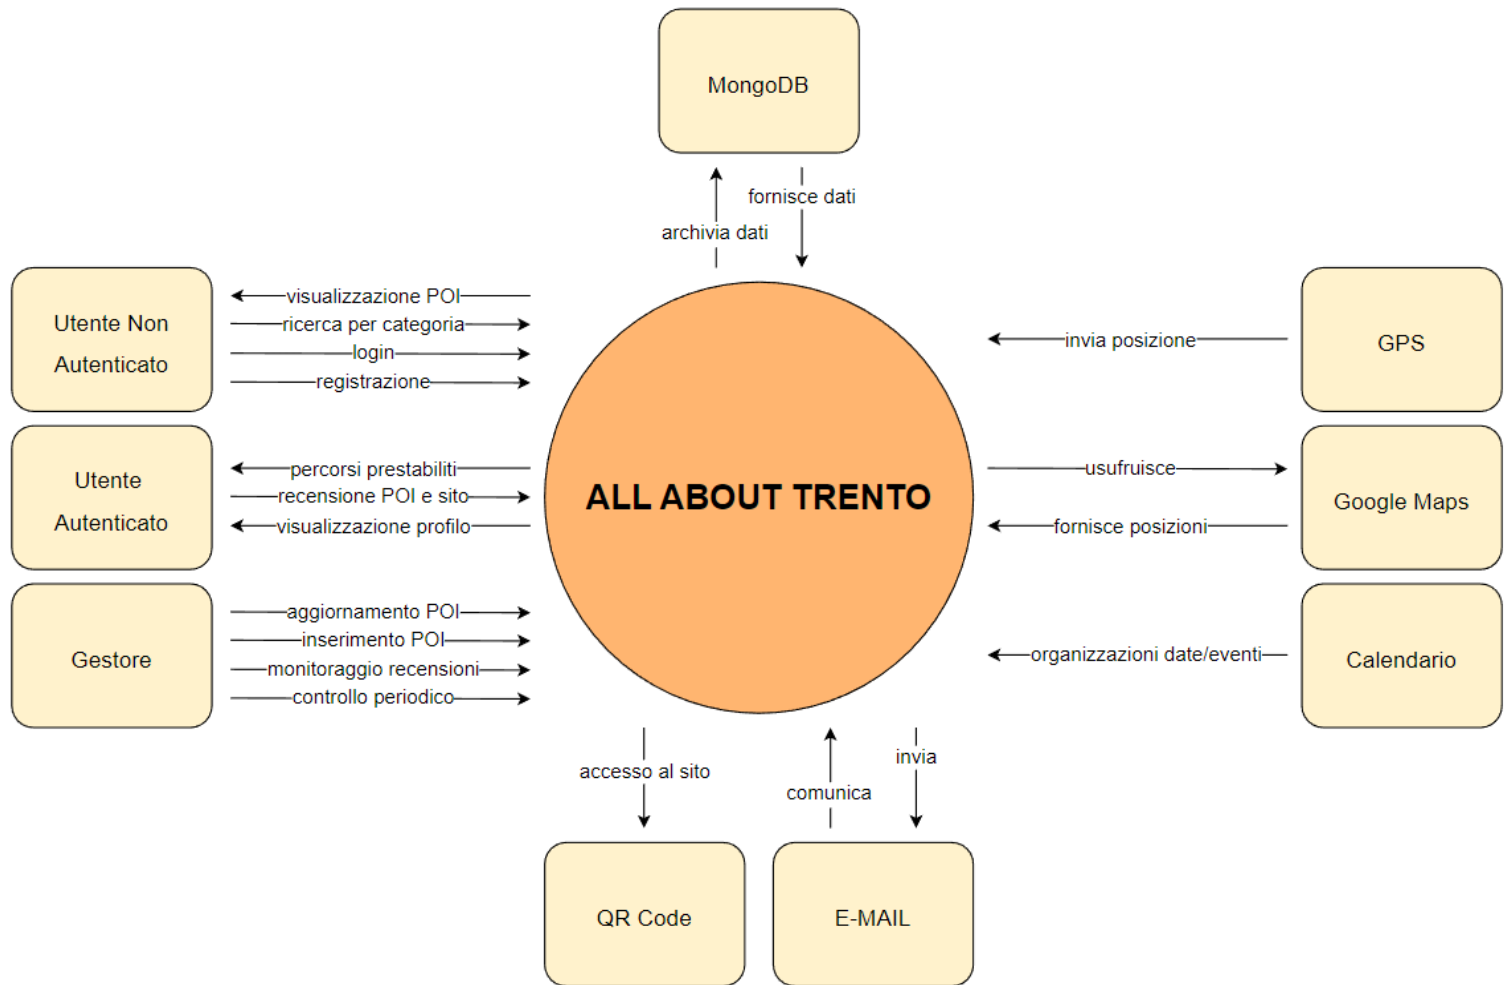 MongoDB
fornisce dati
archivia dati
Utente Non
Autenticato
visualizzazione POI
ricerca per categoria
login
registrazione
Utente
Autenticato
percorsi prestabiliti
recensione POI e sito
visualizzazione profilo
Gestore
aggiornamento POI
inserimento POI
monitoraggio recensioni
controllo periodico
ALL ABOUT TRENTO
invia posizione
GPS
usufruisce
fornisce posizioni
Google Maps
organizzazioni date/eventi
Calendario
accesso al sito
comunica
invia
QR Code
E-MAIL